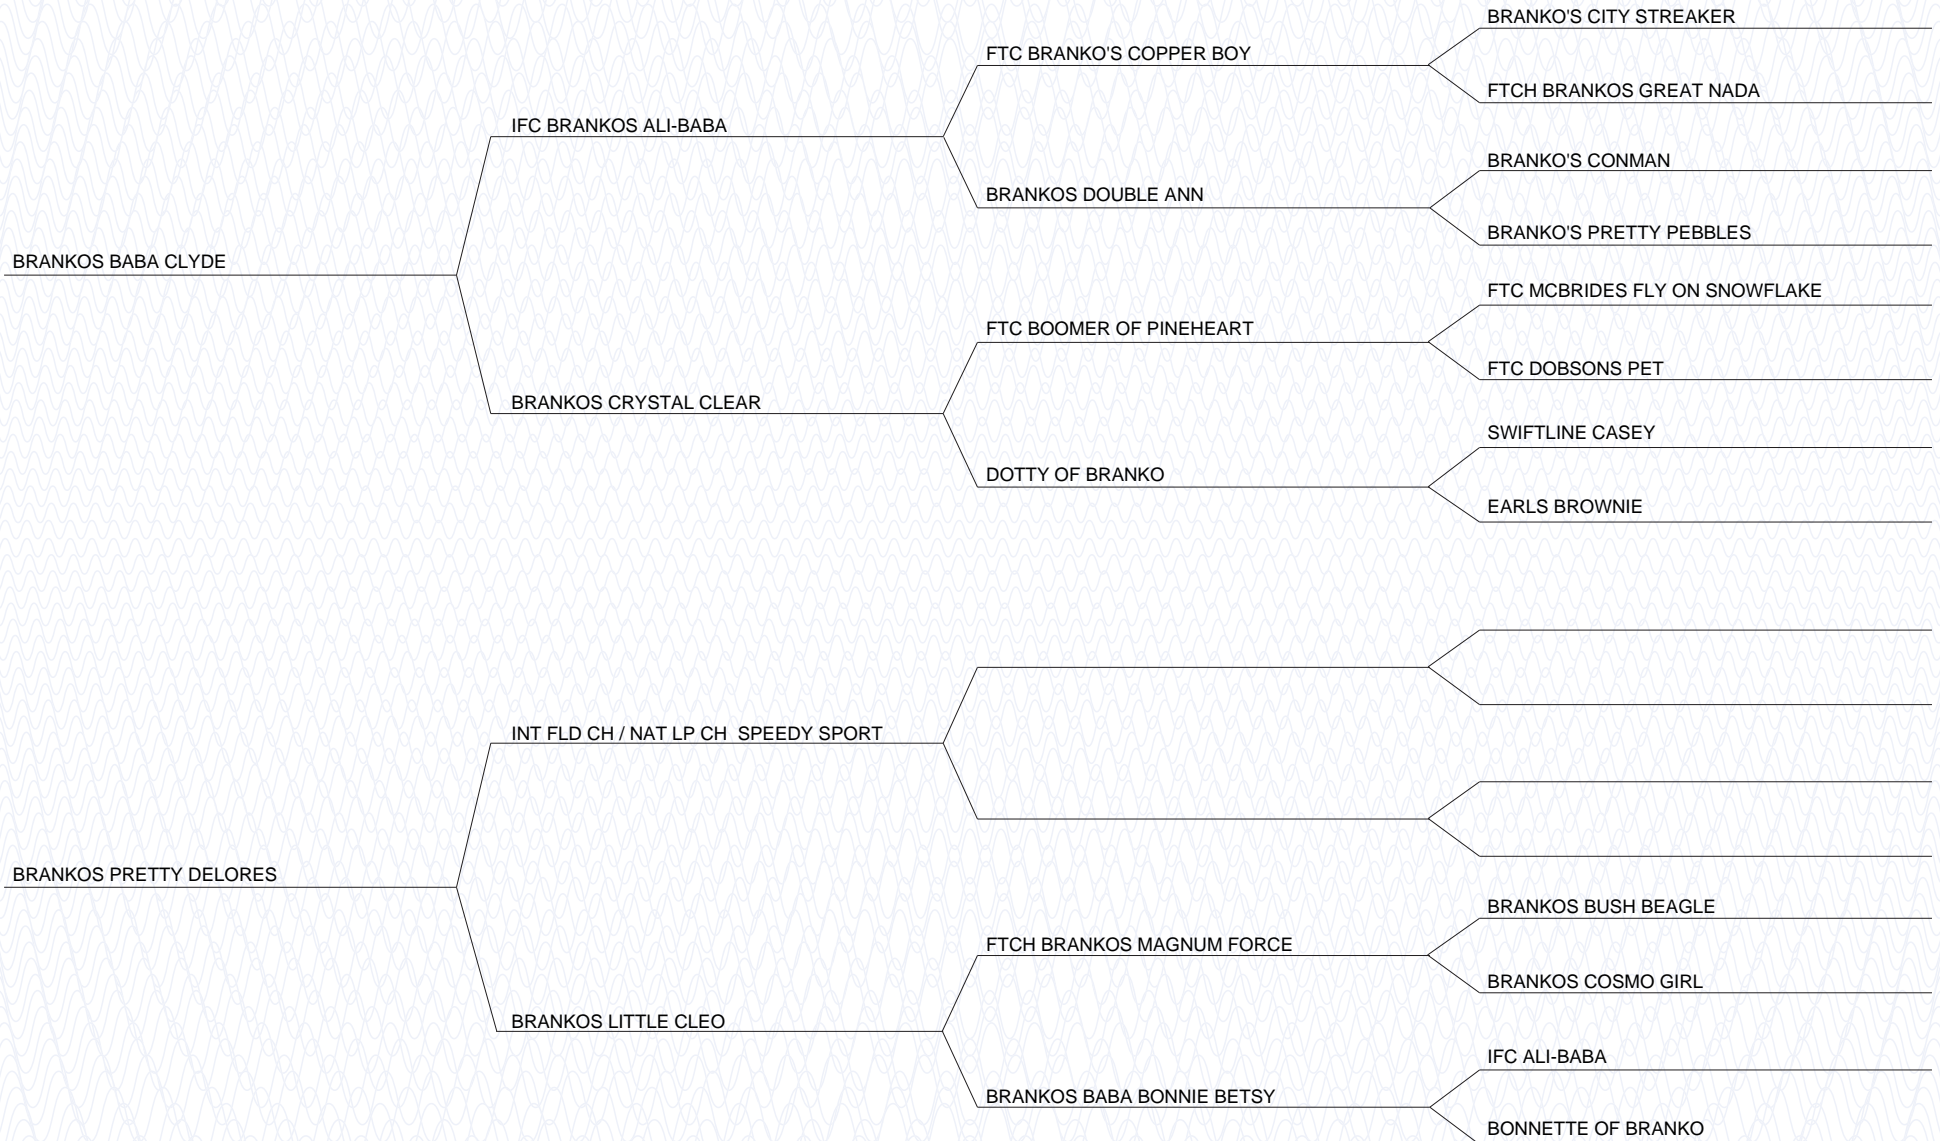 BRANKO'S CITY STREAKER
FTC BRANKO'S COPPER BOY
FTCH BRANKOS GREAT NADA
IFC BRANKOS ALI-BABA
BRANKO'S CONMAN
BRANKOS DOUBLE ANN
BRANKO'S PRETTY PEBBLES
BRANKOS BABA CLYDE
FTC MCBRIDES FLY ON SNOWFLAKE
FTC BOOMER OF PINEHEART
FTC DOBSONS PET
BRANKOS CRYSTAL CLEAR
SWIFTLINE CASEY
DOTTY OF BRANKO
EARLS BROWNIE
INT FLD CH / NAT LP CH  SPEEDY SPORT
BRANKOS PRETTY DELORES
BRANKOS BUSH BEAGLE
FTCH BRANKOS MAGNUM FORCE
BRANKOS COSMO GIRL
BRANKOS LITTLE CLEO
IFC ALI-BABA
BRANKOS BABA BONNIE BETSY
BONNETTE OF BRANKO